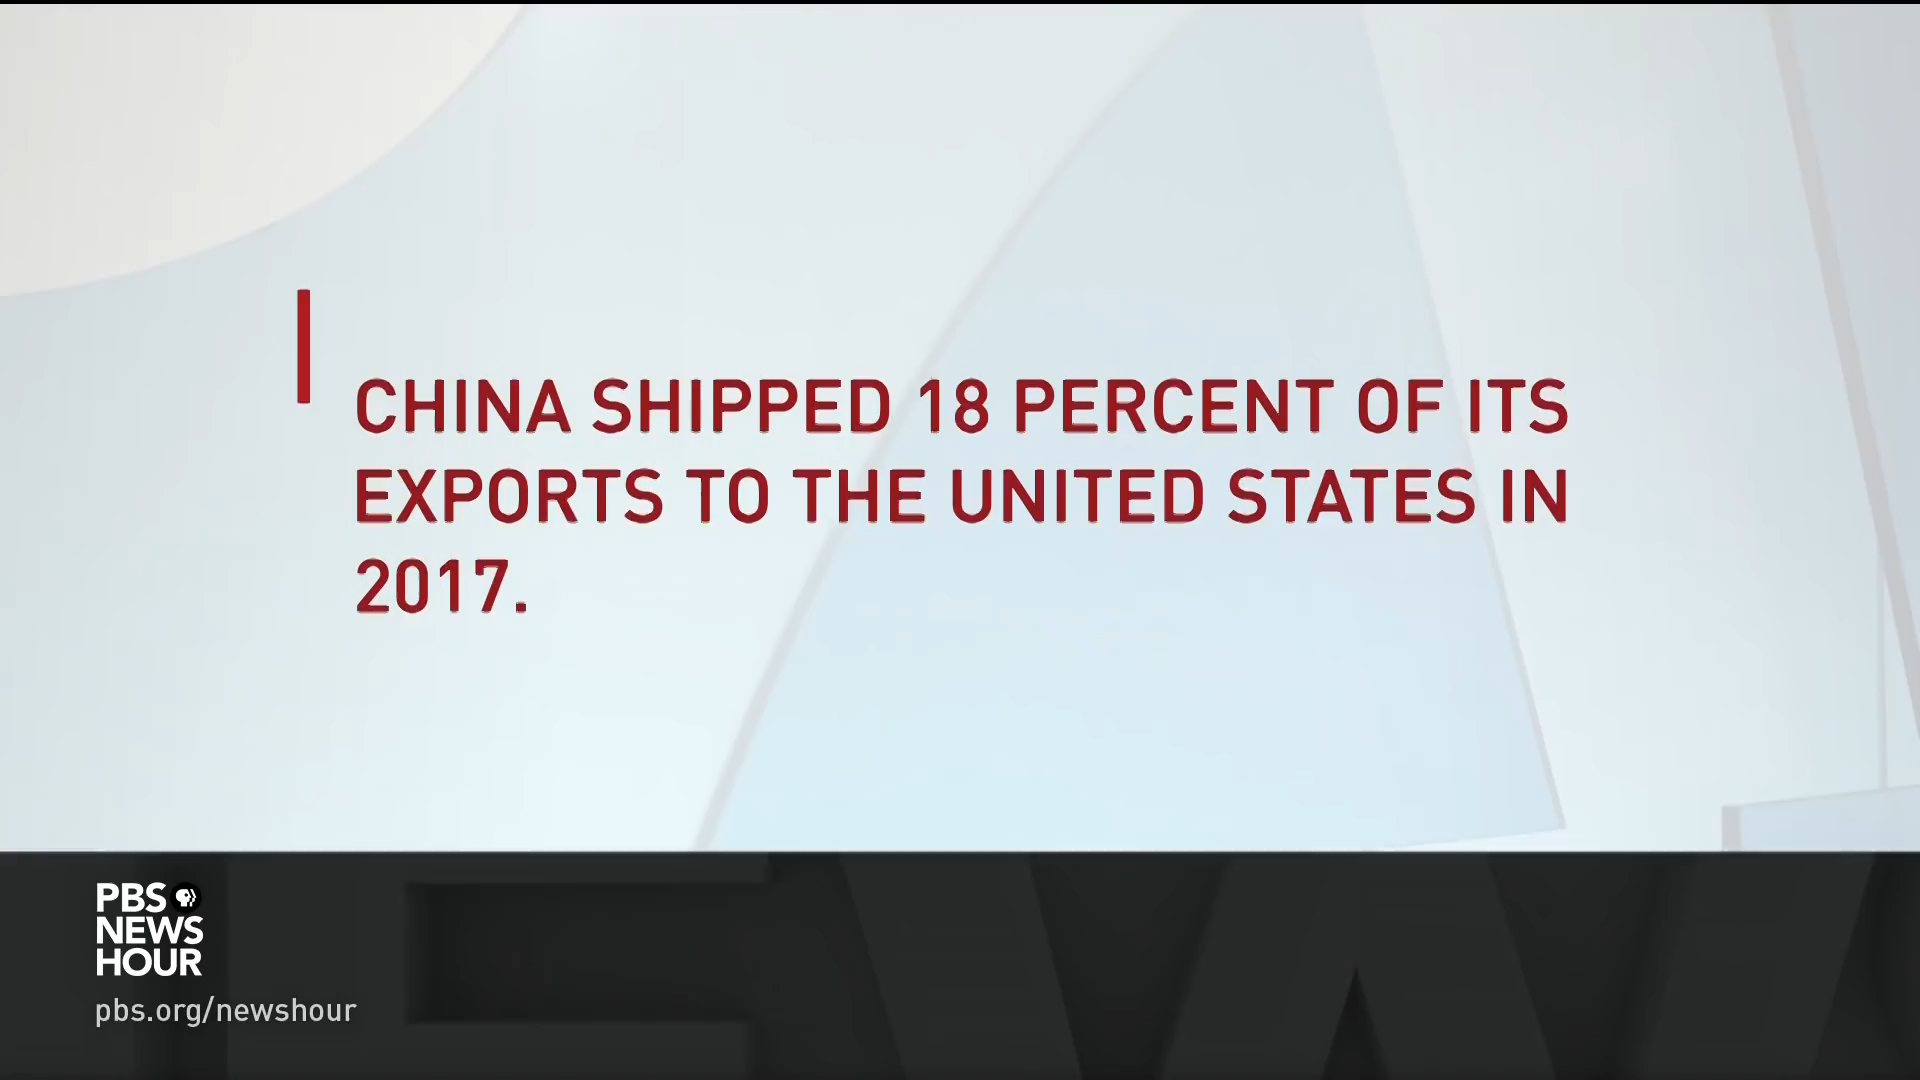 CHINA SHIPPED 18 PERCENT OF ITS
EXPORTS TO THE UNITED STATES IN
2017.
PBS
NEWS
HOUR
pbs.org/newshour